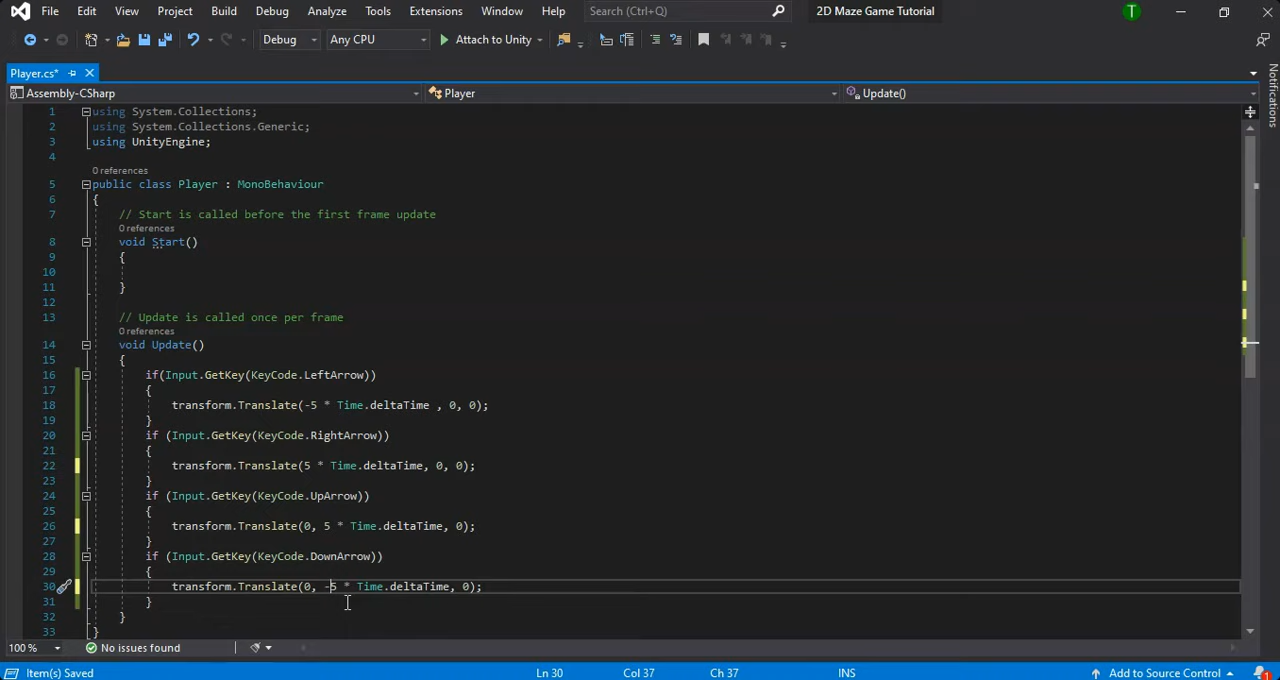 File Edit View Project Build Debug Analyze Tools Extensions Window Help Search (Ctrl+Q) 2D Maze Game Tutorial T
Debug Any CPU Attach to Unity
Player.cs*
Assembly-CSharp Player Update()
1 using System.Collections;
2 using System.Collections.Generic;
3 using UnityEngine;
4
0 references
5 public class Player : MonoBehaviour
6 {
7 // Start is called before the first frame update
0 references
8 void Start()
9 {
10
11 }
12
13 // Update is called once per frame
0 references
14 void Update()
15 {
16 if(Input.GetKey(KeyCode.LeftArrow))
17 {
18 transform.Translate(-5 * Time.deltaTime , 0, 0);
19 }
20 if (Input.GetKey(KeyCode.RightArrow))
21 {
22 transform.Translate(5 * Time.deltaTime, 0, 0);
23 }
24 if (Input.GetKey(KeyCode.UpArrow))
25 {
26 transform.Translate(0, 5 * Time.deltaTime, 0);
27 }
28 if (Input.GetKey(KeyCode.DownArrow))
29 {
30 transform.Translate(0, -5 * Time.deltaTime, 0);
31 }
32 }
33 }
100 % No issues found
Item(s) Saved Ln 30 Col 37 Ch 37 INS Add to Source Control 1
Notifications